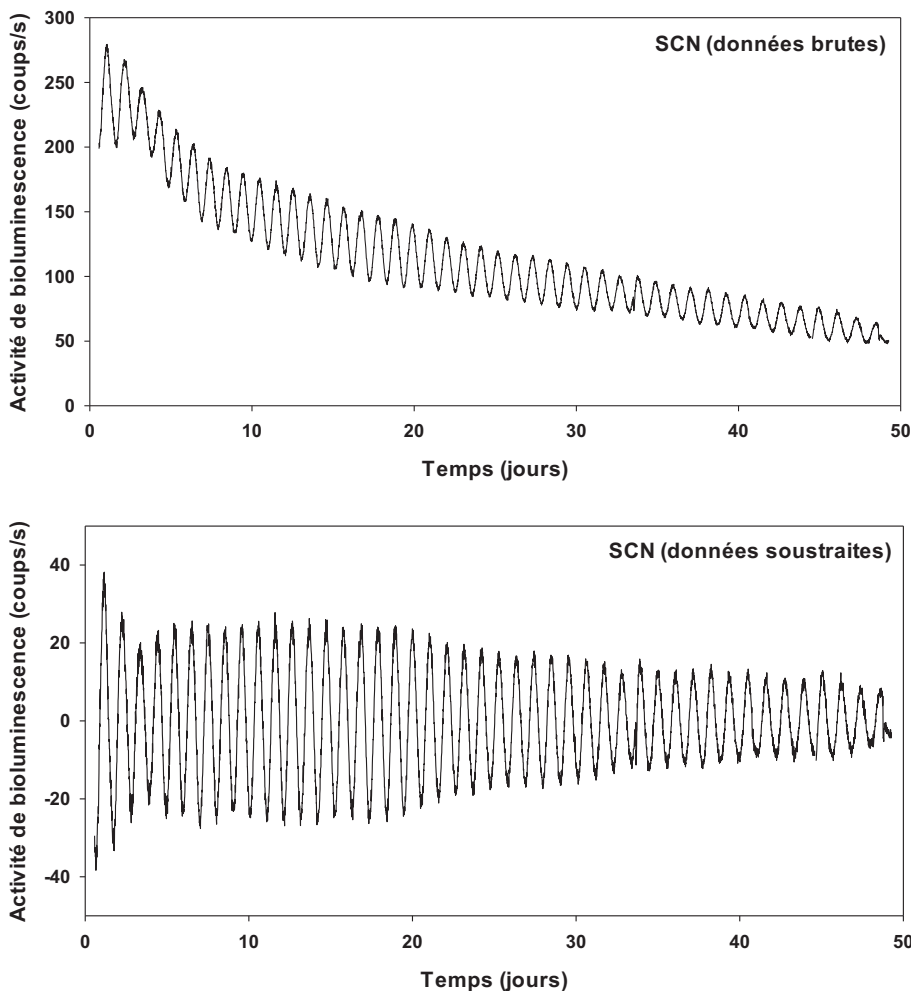 300
250
200
150
100
50
0
Activité de bioluminescence (coups/s)
SCN (données brutes)
0 10 20 30 40 50
Temps (jours)
40
20
0
-20
-40
Activité de bioluminescence (coups/s)
SCN (données soustraites)
0 10 20 30 40 50
Temps (jours)